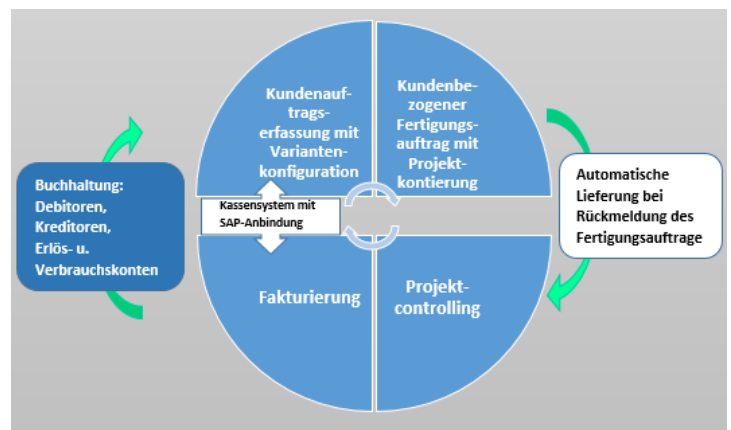 Kundenauf-
trags-
erfassung mit
Varianten-
konfiguration
Kundenbe-
zogener
Fertigungs-
auftrag mit
Projekt-
kontierung
Buchhaltung:
Debitoren,
Kreditoren,
Erlös- u.
Verbrauchskonten
Kassensystem mit
SAP-Anbindung
Automatische
Lieferung bei
Rückmeldung des
Fertigungsauftrage
Fakturierung
Projekt-
controlling